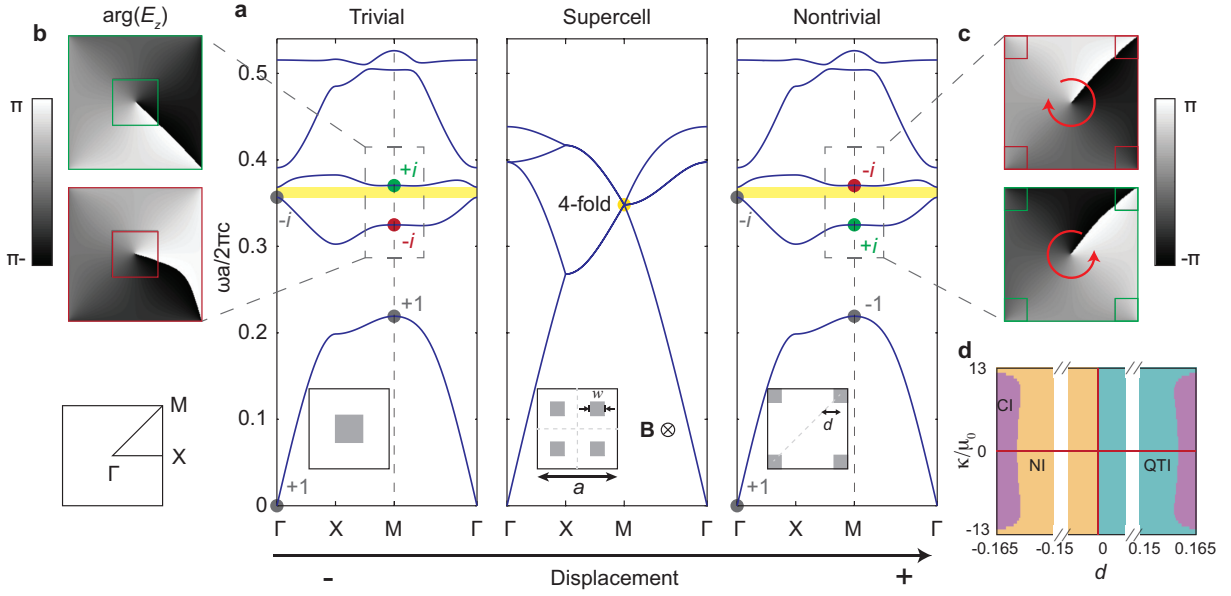 arg(E_z)
b
a
Trivial
Supercell
Nontrivial
c
π
π-
ωa/2πc
0.5
0.4
0.3
0.2
0.1
0
+i
-i
-i
+1
+1
Γ X M Γ
4-fold
w
a
B ⊗
Γ X M Γ
-i
+i
-i
-1
+1
d
Γ X M Γ
π
-π
M
Γ
X
- Displacement +
d
κ/μ₀
13
0
-13
CI
NI
QTI
-0.165 -0.15 0 0.15 0.165
d